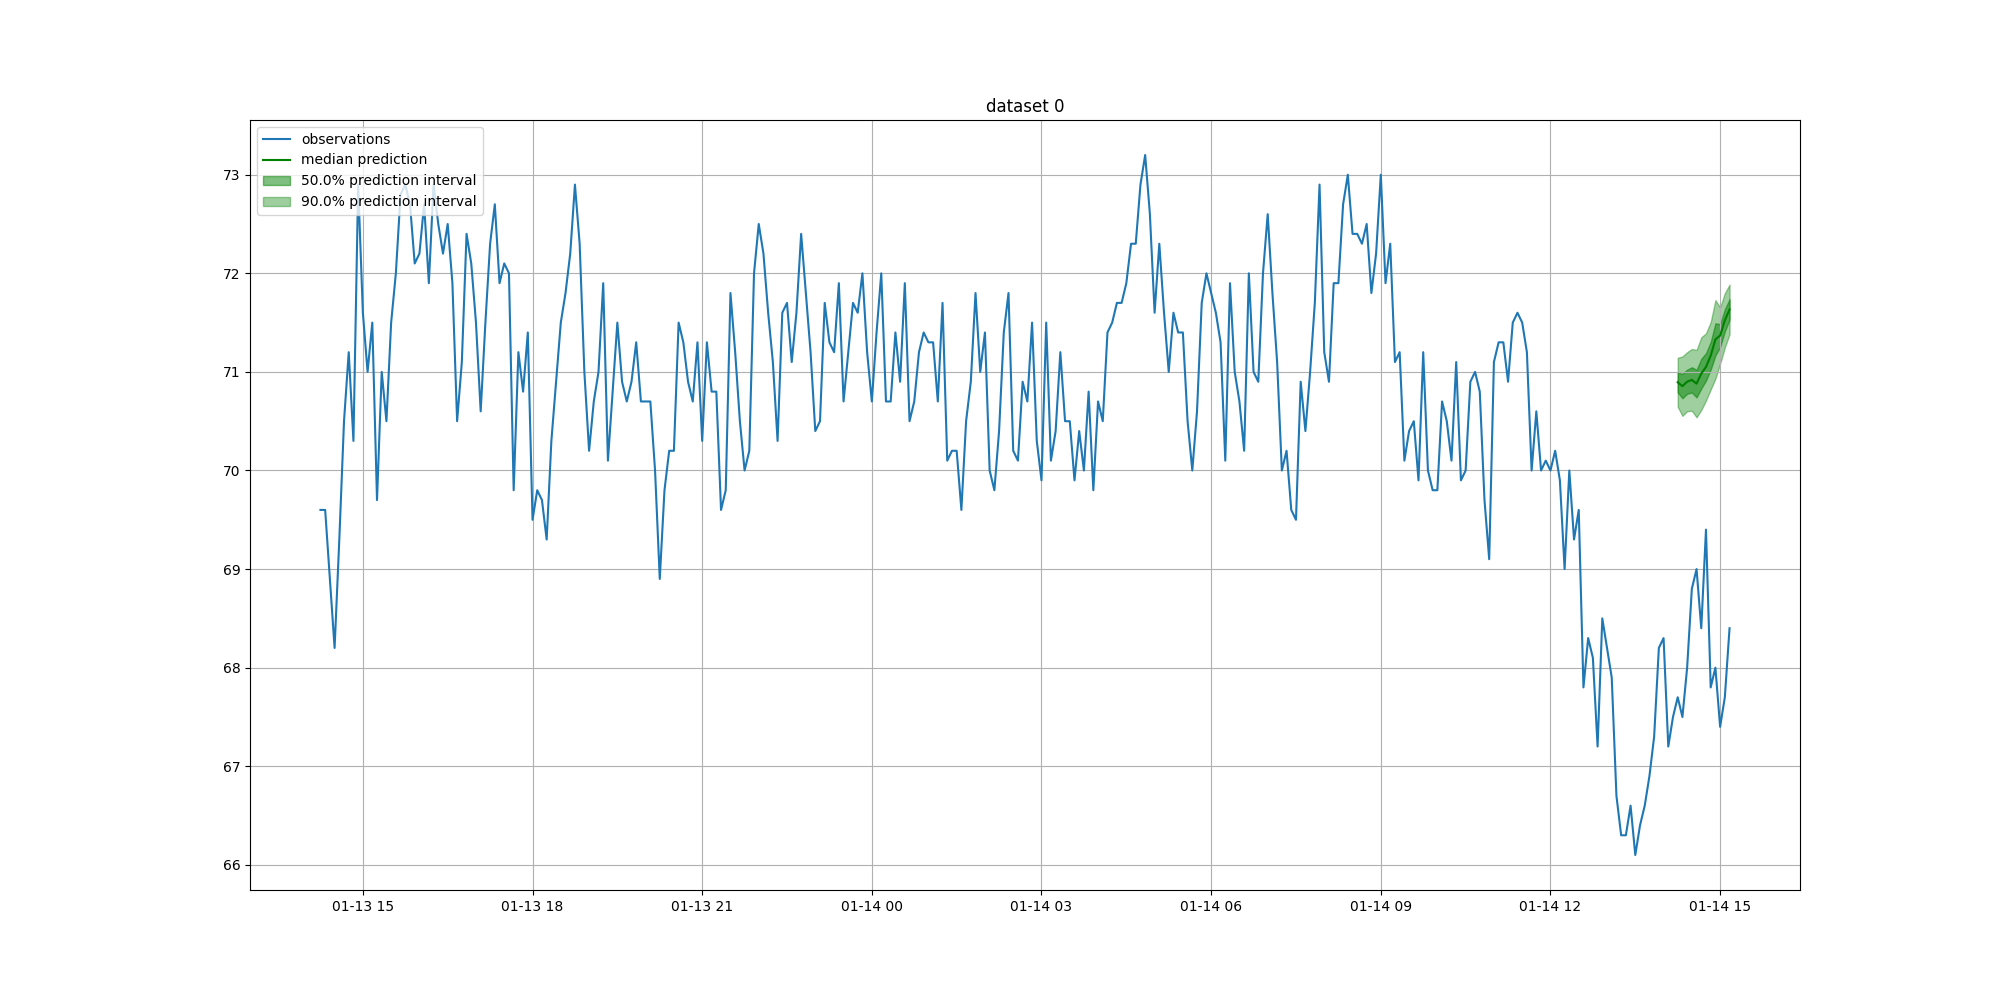 dataset 0
observations
median prediction
50.0% prediction interval
90.0% prediction interval
73
72
71
70
69
68
67
66
01-13 15 01-13 18 01-13 21 01-14 00 01-14 03 01-14 06 01-14 09 01-14 12 01-14 15